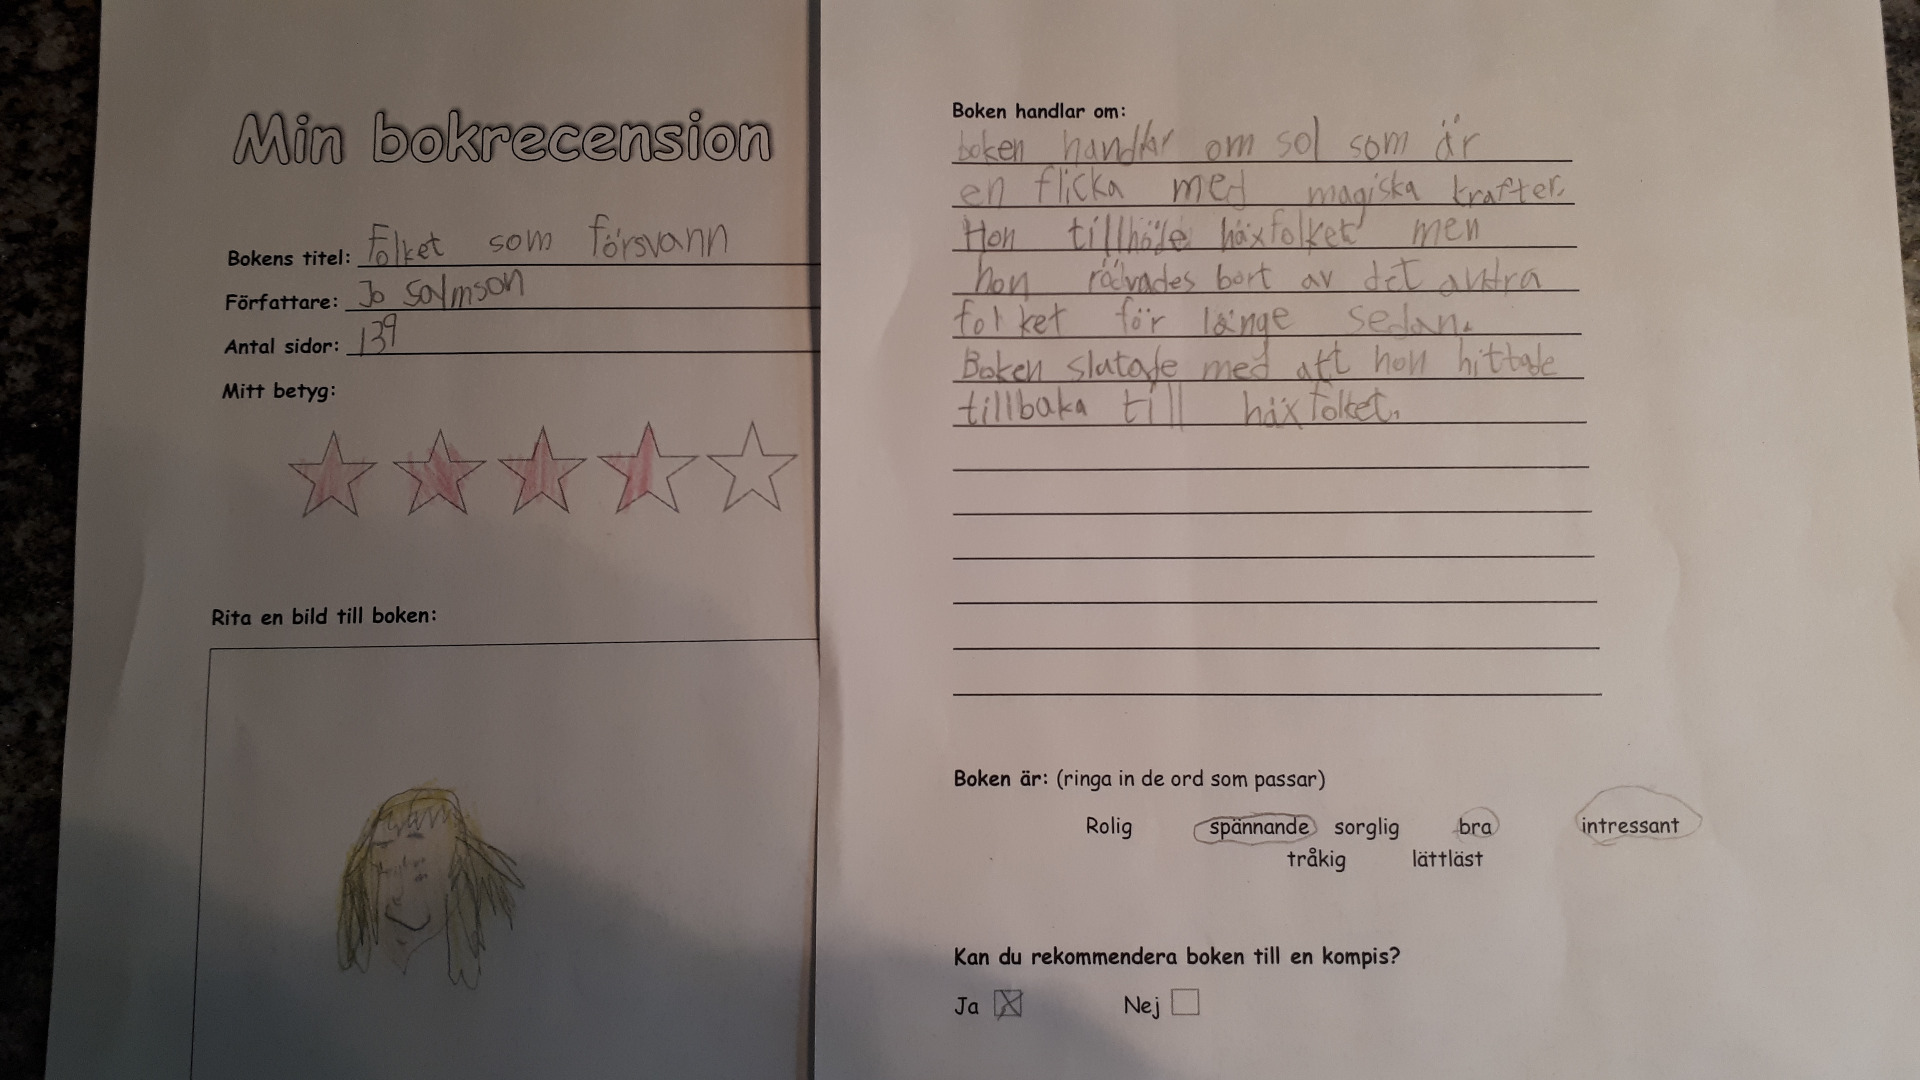 Min bokrecension
Bokens titel: Folket som försvann
Författare: Jo Salmson
Antal sidor: 139
Mitt betyg:
Rita en bild till boken:
Boken handlar om:
boken handlar om sol som är
en flicka med magiska krafter.
Hon tillhöde häxfolket men
hon rövades bort av det andra
folket för länge sedan.
Boken slutade med att hon hittade
tillbaka till häxfolket.
Boken är: (ringa in de ord som passar)
Rolig spännande sorglig bra intressant
tråkig lättläst
Kan du rekommendera boken till en kompis?
Ja X Nej